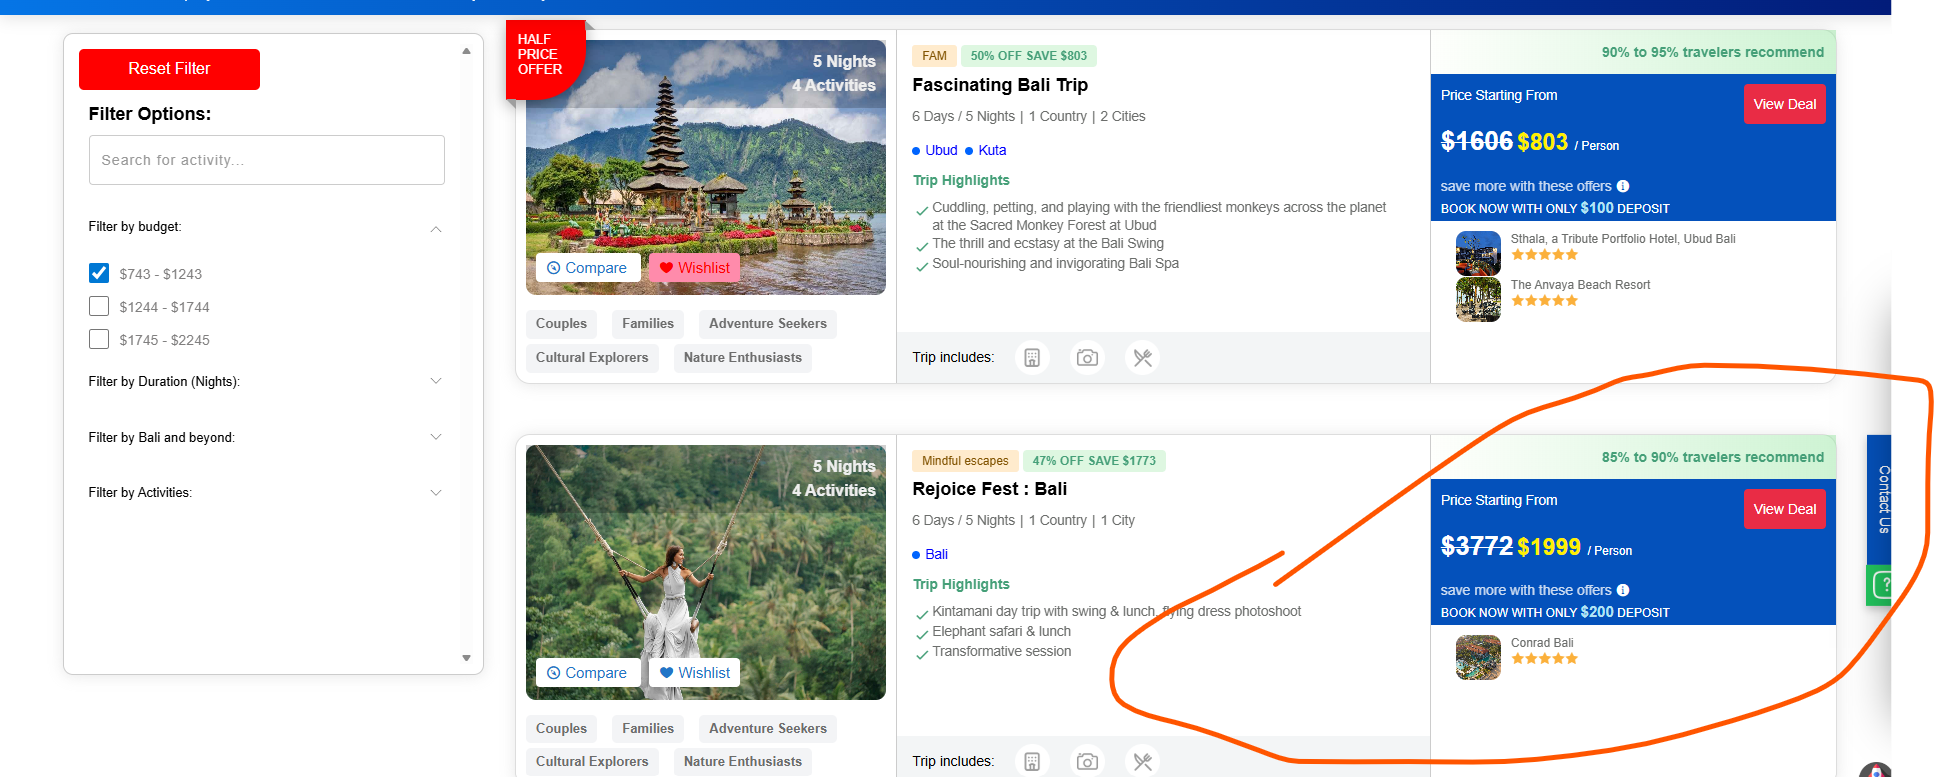 Reset Filter
Filter Options:
Search for activity...
Filter by budget:
$743 - $1243
$1244 - $1744
$1745 - $2245
Filter by Duration (Nights):
Filter by Bali and beyond:
Filter by Activities:
HALF
PRICE
OFFER
5 Nights
4 Activities
Compare
Wishlist
Couples Families Adventure Seekers
Cultural Explorers Nature Enthusiasts
FAM 50% OFF SAVE $803
Fascinating Bali Trip
6 Days / 5 Nights | 1 Country | 2 Cities
Ubud Kuta
Trip Highlights
Cuddling, petting, and playing with the friendliest monkeys across the planet
at the Sacred Monkey Forest at Ubud
The thrill and ecstasy at the Bali Swing
Soul-nourishing and invigorating Bali Spa
Trip includes:
90% to 95% travelers recommend
Price Starting From
View Deal
$1606 $803 / Person
save more with these offers
BOOK NOW WITH ONLY $100 DEPOSIT
Sthala, a Tribute Portfolio Hotel, Ubud Bali
The Anvaya Beach Resort
5 Nights
4 Activities
Compare
Wishlist
Couples Families Adventure Seekers
Cultural Explorers Nature Enthusiasts
Mindful escapes 47% OFF SAVE $1773
Rejoice Fest : Bali
6 Days / 5 Nights | 1 Country | 1 City
Bali
Trip Highlights
Kintamani day trip with swing & lunch, flying dress photoshoot
Elephant safari & lunch
Transformative session
Trip includes:
85% to 90% travelers recommend
Price Starting From
View Deal
$3772 $1999 / Person
save more with these offers
BOOK NOW WITH ONLY $200 DEPOSIT
Conrad Bali
Contact Us